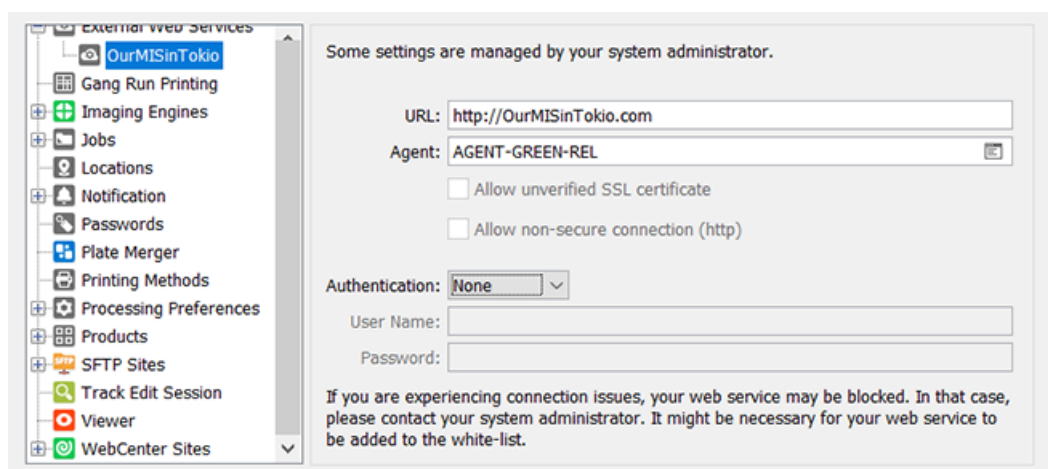 External Web Services
OurMISinTokio
Gang Run Printing
Imaging Engines
Jobs
Locations
Notification
Passwords
Plate Merger
Printing Methods
Processing Preferences
Products
SFTP Sites
Track Edit Session
Viewer
WebCenter Sites
Some settings are managed by your system administrator.
URL: http://OurMISinTokio.com
Agent: AGENT-GREEN-REL
Allow unverified SSL certificate
Allow non-secure connection (http)
Authentication: None
User Name:
Password:
If you are experiencing connection issues, your web service may be blocked. In that case,
please contact your system administrator. It might be necessary for your web service to
be added to the white-list.